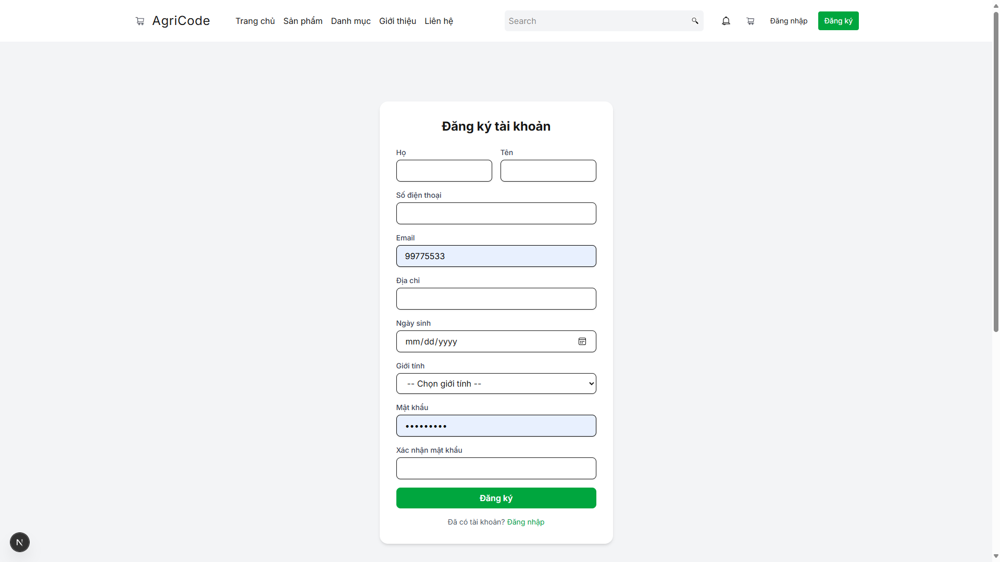 AgriCode
Trang chủ Sản phẩm Danh mục Giới thiệu Liên hệ
Search
Đăng nhập
Đăng ký
Đăng ký tài khoản
Họ Tên
Số điện thoại
Email
99775533
Địa chỉ
Ngày sinh
mm/dd/yyyy
Giới tính
-- Chọn giới tính --
Mật khẩu
•••••••••
Xác nhận mật khẩu
Đăng ký
Đã có tài khoản? Đăng nhập
N